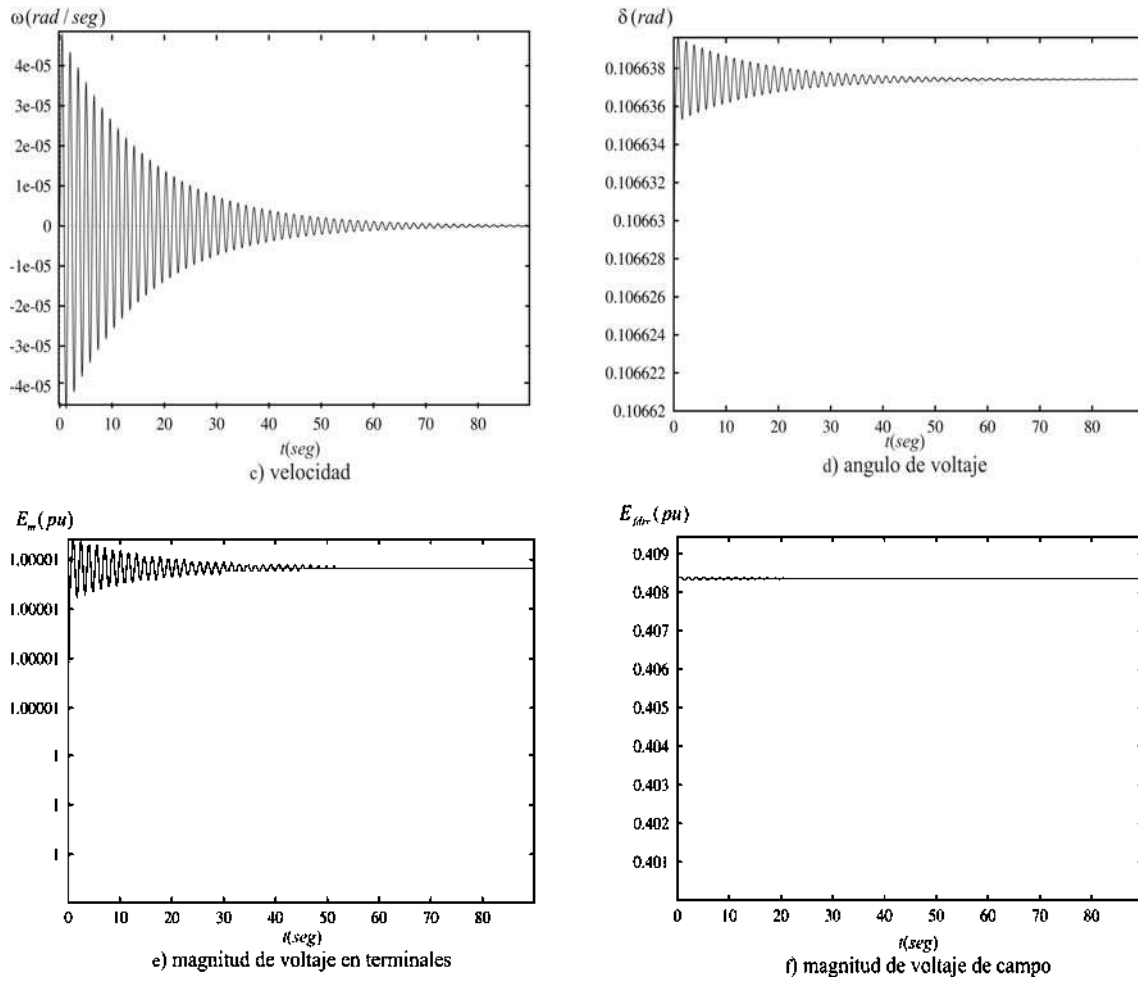 ω(rad/seg)
4e-05
3e-05
2e-05
1e-05
0
-1e-05
-2e-05
-3e-05
-4e-05
0 10 20 30 40 50 60 70 80
t(seg)
c) velocidad
δ(rad)
0.106638
0.106636
0.106634
0.106632
0.10663
0.106628
0.106626
0.106624
0.106622
0.10662
0 10 20 30 40 50 60 70 80
t(seg)
d) angulo de voltaje
(pu)
1.00001
1.00001
1.00001
1.00001
1
1
1
0 10 20 30 40 50 60 70 80
t(seg)
e) magnitud de voltaje en terminales
(pu)
0.409
0.408
0.407
0.406
0.405
0.404
0.403
0.402
0.401
0 10 20 30 40 50 60 70 80
t(seg)
f) magnitud de voltaje de campo